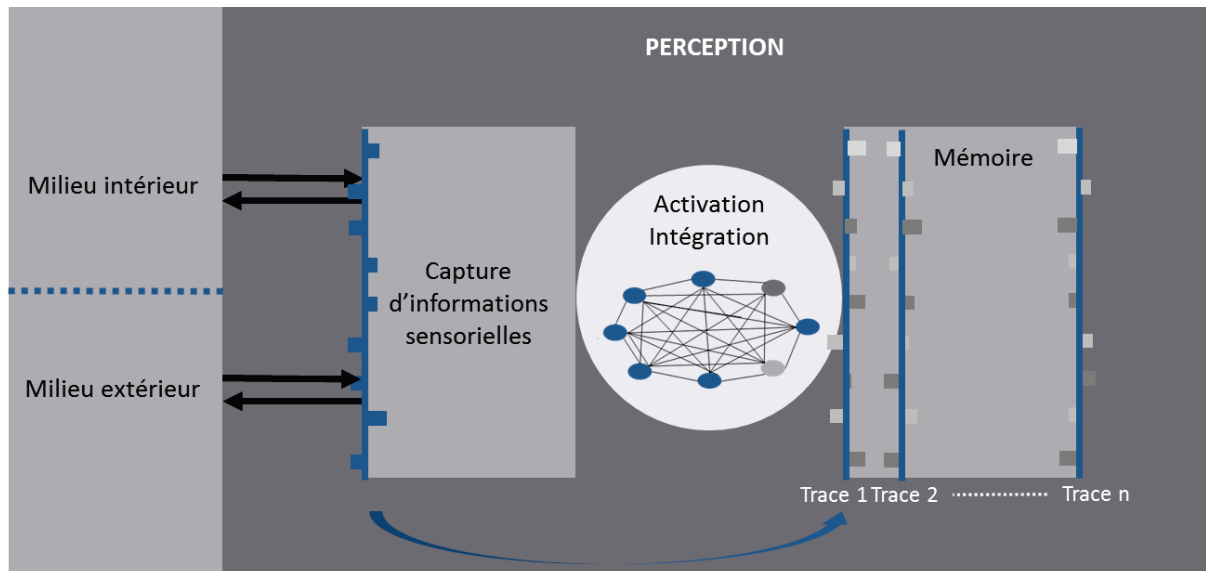 PERCEPTION
Milieu intérieur
Milieu extérieur
Capture
d’informations
sensorielles
Activation
Intégration
Mémoire
Trace 1 Trace 2 Trace n